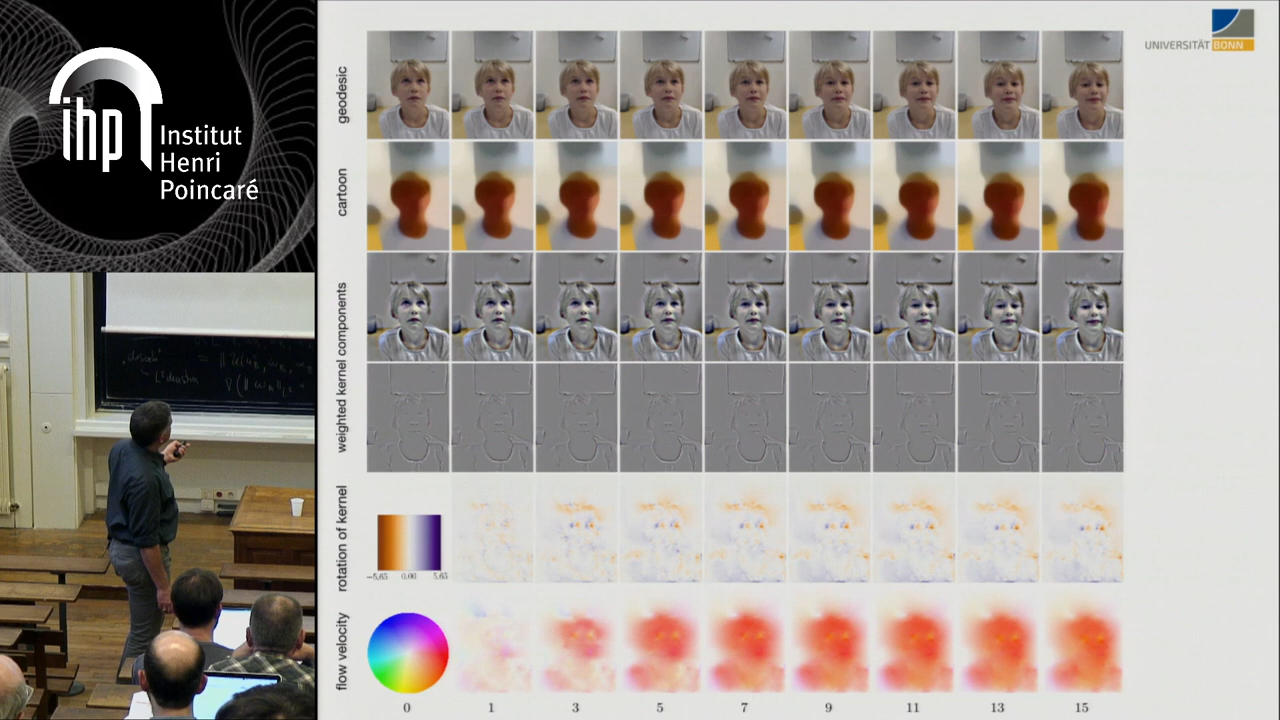 ihp
Institut
Henri
Poincaré
UNIVERSITÄT BONN
geodesic
cartoon
weighted kernel components
rotation of kernel
-5.65 0.00 5.65
flow velocity
0 1 3 5 7 9 11 13 15